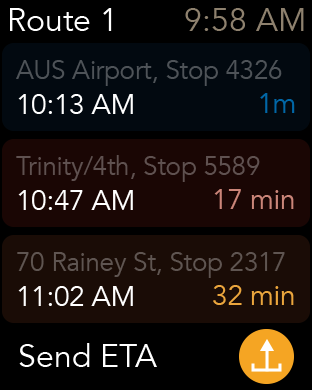 Route 1 9:58 AM
AUS Airport, Stop 4326
10:13 AM 1m
Trinity/4th, Stop 5589
10:47 AM 17 min
70 Rainey St, Stop 2317
11:02 AM 32 min
Send ETA